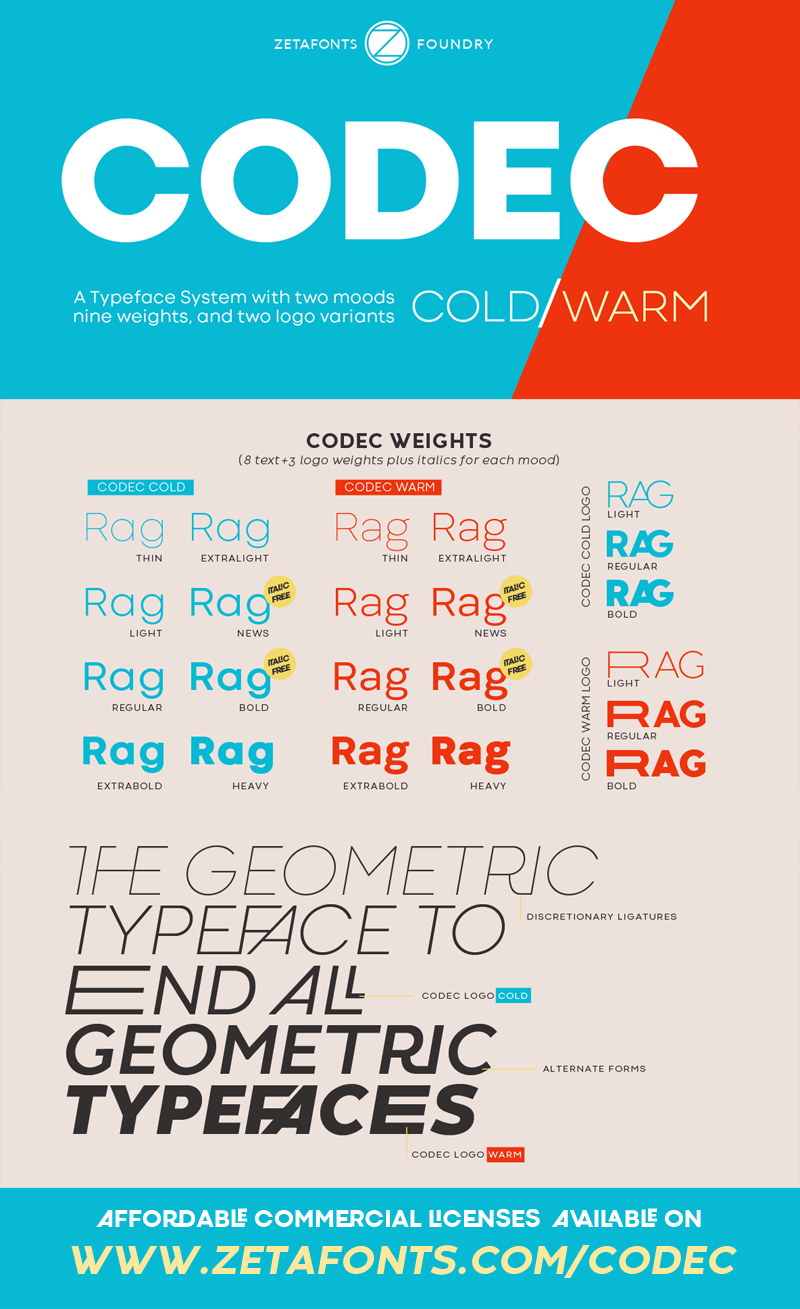 ZETAFONTS Z FOUNDRY
CODEC
A Typeface System with two moods
nine weights, and two logo variants
COLD/WARM
CODEC WEIGHTS
(8 text+3 logo weights plus italics for each mood)
CODEC COLD
Rag Rag
THIN EXTRALIGHT
Rag Rag
ITALIC
FREE
LIGHT NEWS
Rag Rag
ITALIC
FREE
REGULAR BOLD
Rag Rag
EXTRABOLD HEAVY
CODEC WARM
Rag Rag
THIN EXTRALIGHT
Rag Rag
ITALIC
FREE
LIGHT NEWS
Rag Rag
ITALIC
FREE
REGULAR BOLD
Rag Rag
EXTRABOLD HEAVY
CODEC COLD LOGO
RAG
LIGHT
RAG
REGULAR
RAG
BOLD
CODEC WARM LOGO
RAG
LIGHT
RAG
REGULAR
RAG
BOLD
THE GEOMETRIC
TYPEFACE TO
END ALL
GEOMETRIC
TYPEFACES
DISCRETIONARY LIGATURES
CODEC LOGO COLD
ALTERNATE FORMS
CODEC LOGO WARM
AFFORDABLE COMMERCIAL LICENSES AVAILABLE ON
WWW.ZETAFONTS.COM/CODEC